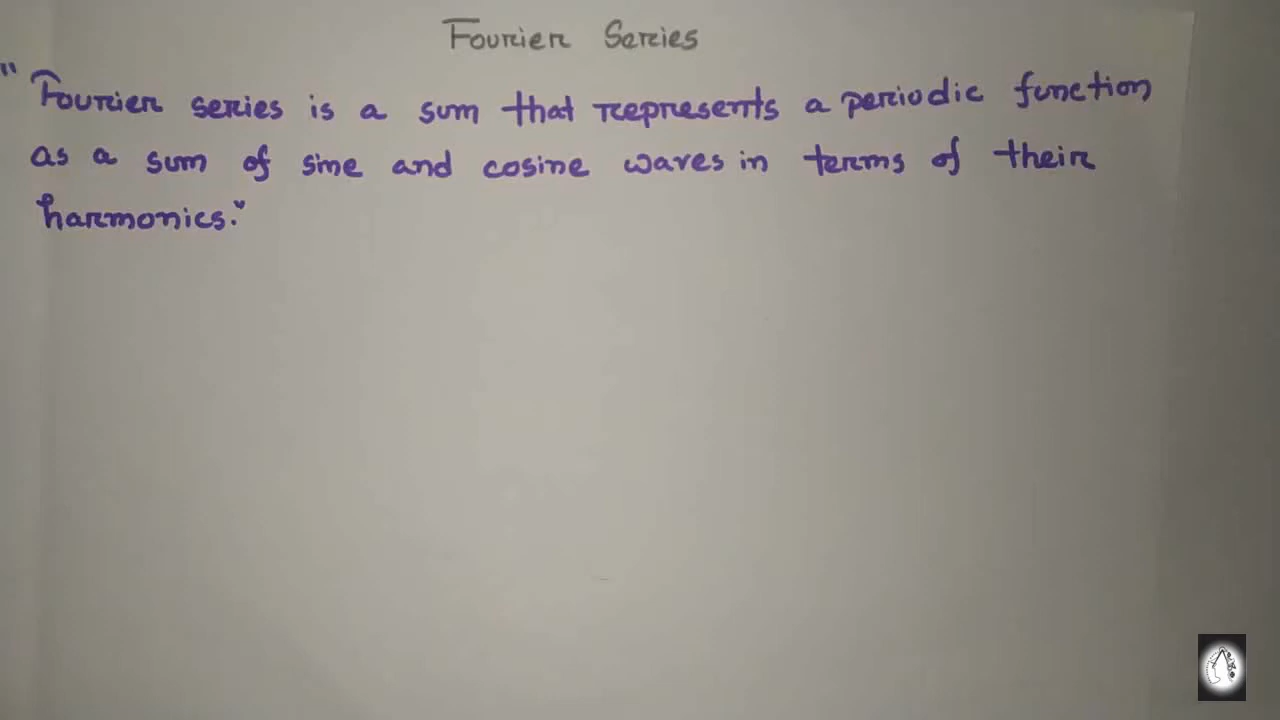 Fourier Series
"Fourier series is a sum that represents a periodic function
as a sum of sine and cosine waves in terms of their
harmonics."